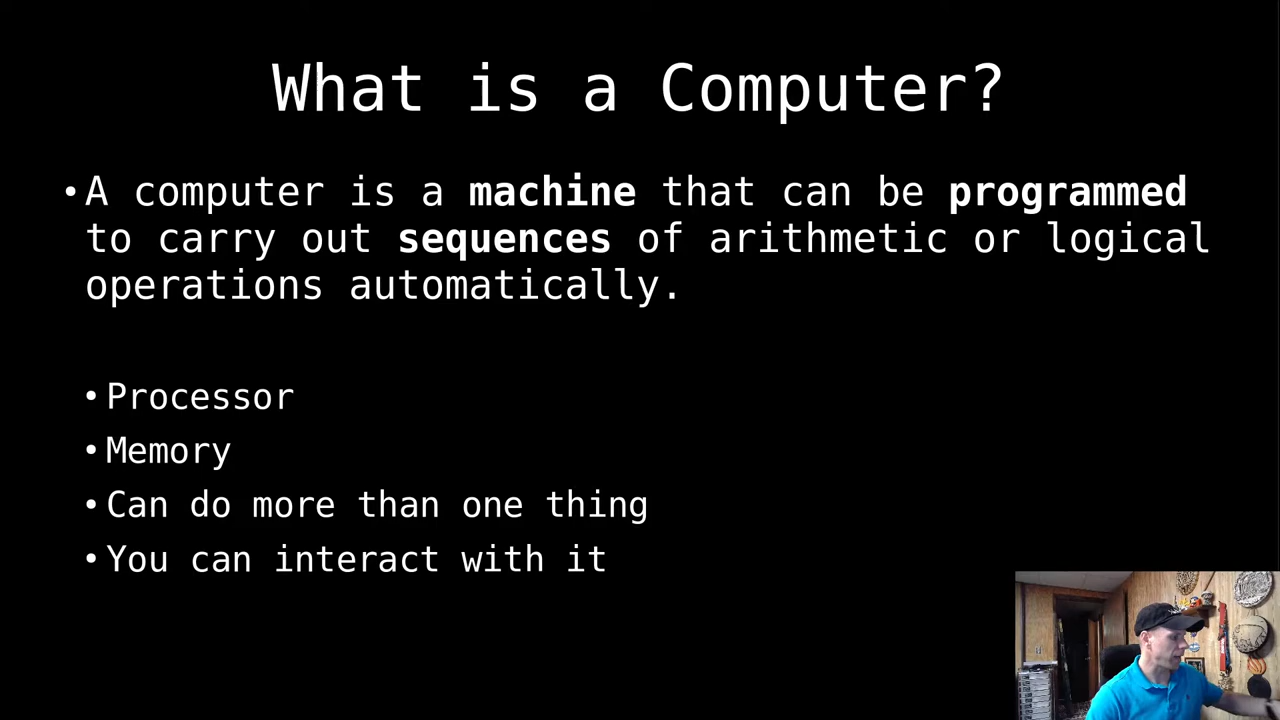 What is a Computer?
• A computer is a machine that can be programmed
to carry out sequences of arithmetic or logical
operations automatically.
• Processor
• Memory
• Can do more than one thing
• You can interact with it